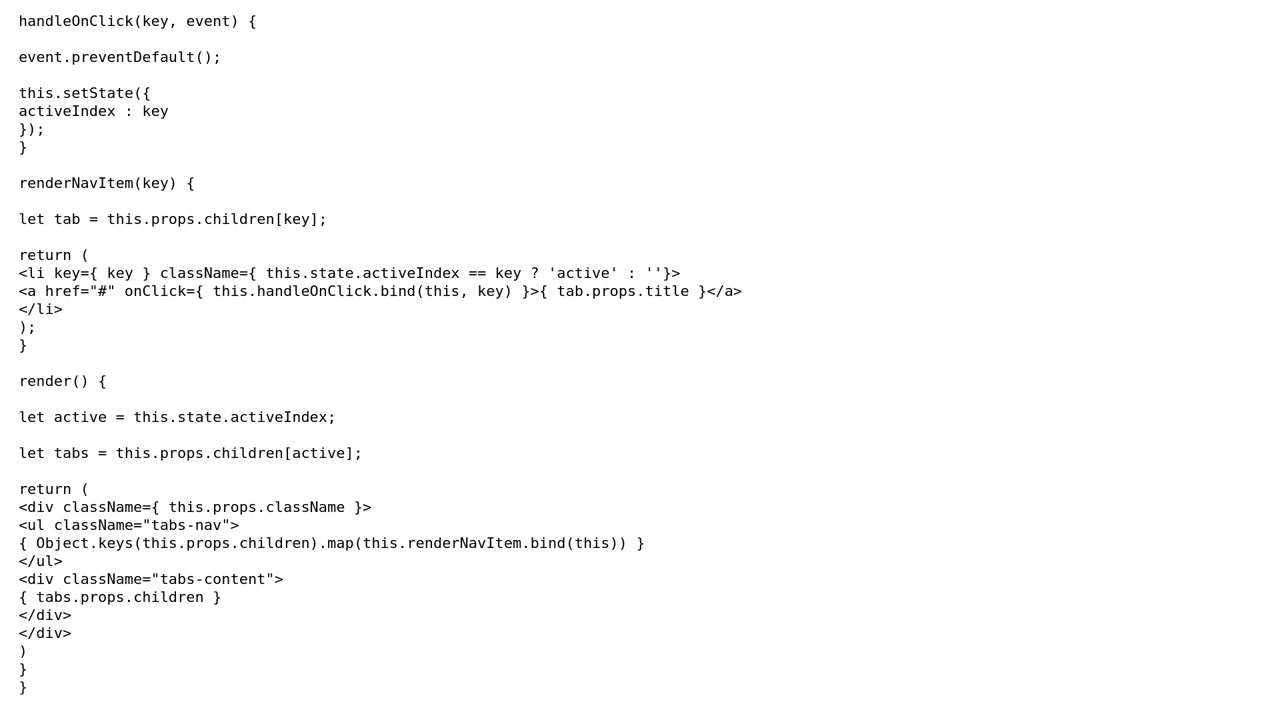 handleOnClick(key, event) {
event.preventDefault();
this.setState({
activeIndex : key
});
}
renderNavItem(key) {
let tab = this.props.children[key];
return (
<li key={ key } className={ this.state.activeIndex == key ? 'active' : ''}>
<a href="#" onClick={ this.handleOnClick.bind(this, key) }>{ tab.props.title }</a>
</li>
);
}
render() {
let active = this.state.activeIndex;
let tabs = this.props.children[active];
return (
<div className={ this.props.className }>
<ul className="tabs-nav">
{ Object.keys(this.props.children).map(this.renderNavItem.bind(this)) }
</ul>
<div className="tabs-content">
{ tabs.props.children }
</div>
</div>
)
}
}